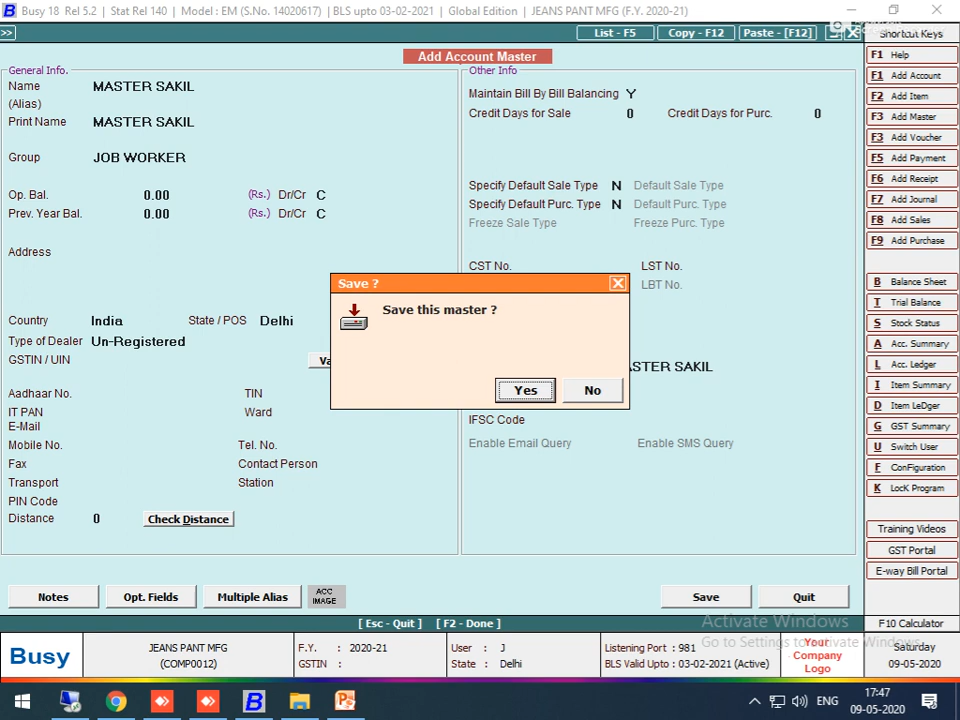 Busy 18 Rel 5.2 | Stat Rel 140 | Model : EM (S.No. 14020617) | BLS upto 03-02-2021 | Global Edition | JEANS PANT MFG (F.Y. 2020-21)
>> List - F5 Copy - F12 Paste - [F12] Shortcut Keys
Add Account Master
General Info.
Name MASTER SAKIL
(Alias)
Print Name MASTER SAKIL
Group JOB WORKER
Op. Bal. 0.00 (Rs.) Dr/Cr C
Prev. Year Bal. 0.00 (Rs.) Dr/Cr C
Address
Country India State / POS Delhi
Type of Dealer Un-Registered
GSTIN / UIN
Aadhaar No. TIN
IT PAN Ward
E-Mail
Mobile No. Tel. No.
Fax Contact Person
Transport Station
PIN Code
Distance 0 Check Distance
Other Info
Maintain Bill By Bill Balancing Y
Credit Days for Sale 0 Credit Days for Purc. 0
Specify Default Sale Type N Default Sale Type
Specify Default Purc. Type N Default Purc. Type
Freeze Sale Type Freeze Purc. Type
CST No. LST No.
LBT No.
STER SAKIL
IFSC Code
Enable Email Query Enable SMS Query
Save ?
Save this master ?
Yes No
Notes Opt. Fields Multiple Alias ACC IMAGE Save Quit
[ Esc - Quit ] [ F2 - Done ]
F1 Help
F1 Add Account
F2 Add Item
F3 Add Master
F3 Add Voucher
F5 Add Payment
F6 Add Receipt
F7 Add Journal
F8 Add Sales
F9 Add Purchase
B Balance Sheet
T Trial Balance
S Stock Status
A Acc. Summary
L Acc. Ledger
I Item Summary
D Item LeDger
G GST Summary
U Switch User
F ConFiguration
K LocK Program
Training Videos
GST Portal
E-way Bill Portal
F10 Calculator
Activate Windows
Go to Settings to activate Windows.
Busy
JEANS PANT MFG
(COMP0012)
F.Y. : 2020-21
GSTIN :
User : J
State : Delhi
Listening Port : 981
BLS Valid Upto : 03-02-2021 (Active)
Your
Company
Logo
Saturday
09-05-2020
ENG
17:47
09-05-2020